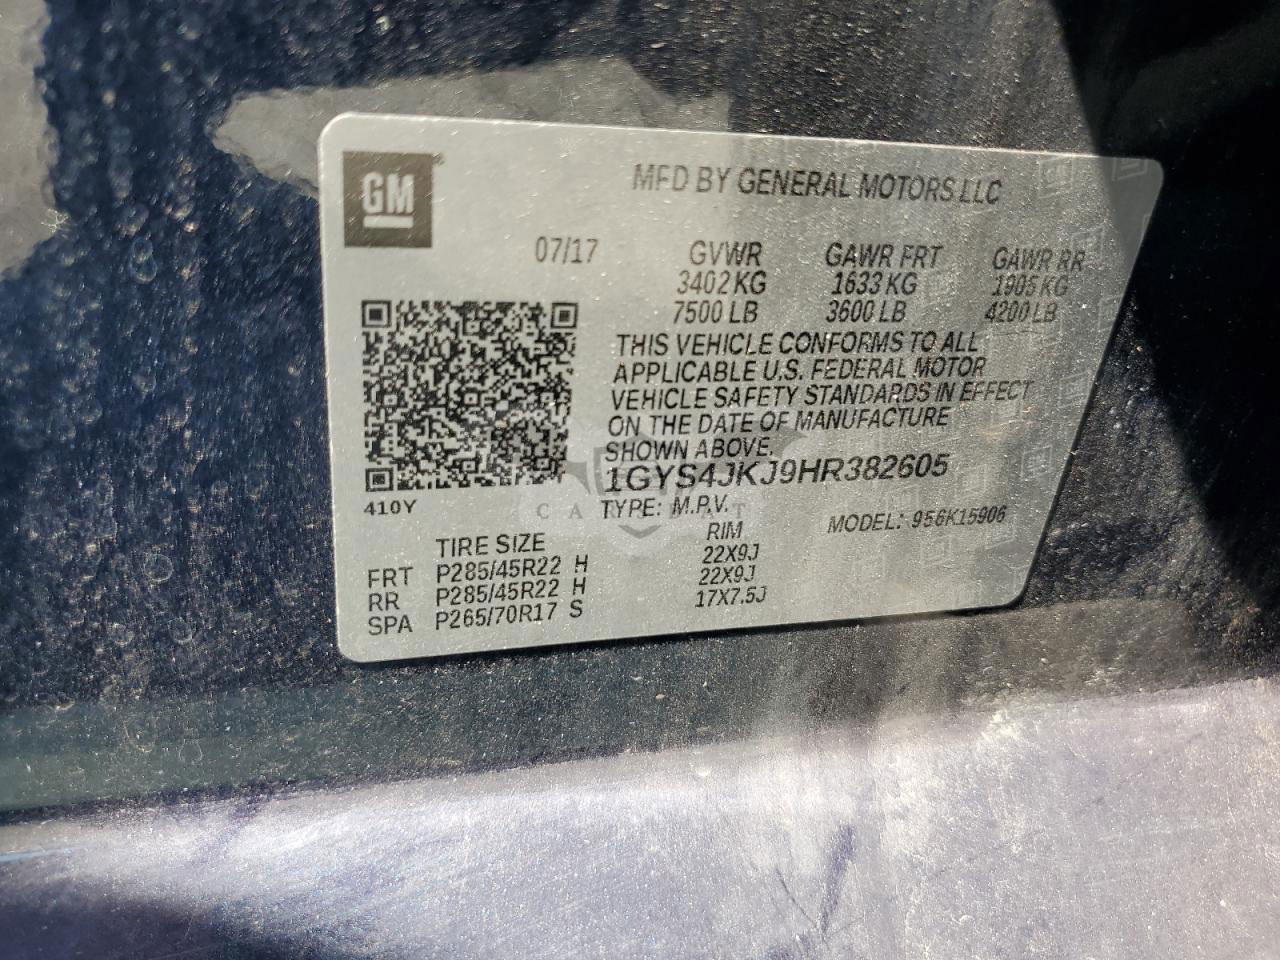 GM
MFD BY GENERAL MOTORS LLC
07/17 GVWR GAWR FRT GAWR RR
3402 KG 1633 KG 1905 KG
7500 LB 3600 LB 4200 LB
THIS VEHICLE CONFORMS TO ALL
APPLICABLE U.S. FEDERAL MOTOR
VEHICLE SAFETY STANDARDS IN EFFECT
ON THE DATE OF MANUFACTURE
SHOWN ABOVE.
1GYS4JKJ9HR382605
410Y TYPE: M.P.V. MODEL: 956K15906
TIRE SIZE RIM
FRT P285/45R22 H 22X9J
RR P285/45R22 H 22X9J
SPA P265/70R17 S 17X7.5J